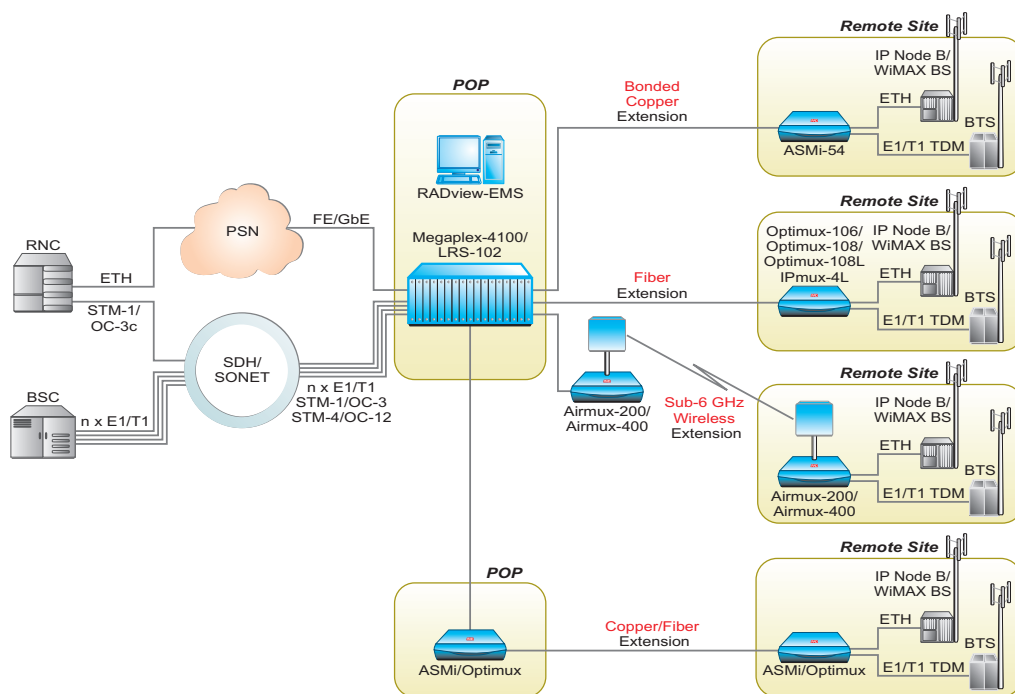 Remote Site
IP Node B/
WiMAX BS
ETH
BTS
E1/T1 TDM
ASMi-54
Bonded
Copper
Extension
POP
RADview-EMS
Megaplex-4100/
LRS-102
PSN
FE/GbE
RNC
ETH
STM-1/
OC-3c
SDH/
SONET
n x E1/T1
STM-1/OC-3
STM-4/OC-12
BSC
n x E1/T1
Fiber
Extension
Remote Site
Optimux-106/
Optimux-108/
Optimux-108L
IPmux-4L
IP Node B/
WiMAX BS
ETH
BTS
E1/T1 TDM
Airmux-200/
Airmux-400
Sub-6 GHz
Wireless
Extension
Remote Site
IP Node B/
WiMAX BS
ETH
BTS
E1/T1 TDM
Airmux-200/
Airmux-400
POP
ASMi/Optimux
Copper/Fiber
Extension
Remote Site
IP Node B/
WiMAX BS
ETH
BTS
E1/T1 TDM
ASMi/Optimux